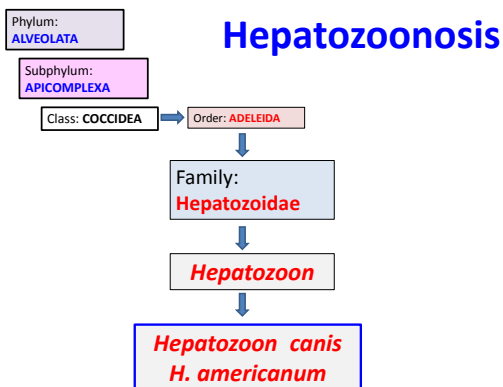 Phylum:
ALVEOLATA
Hepatozoonosis
Subphylum:
APICOMPLEXA
Class: COCCIDEA
Order: ADELEIDA
Family:
Hepatozoidae
Hepatozoon
Hepatozoon canis
H. americanum